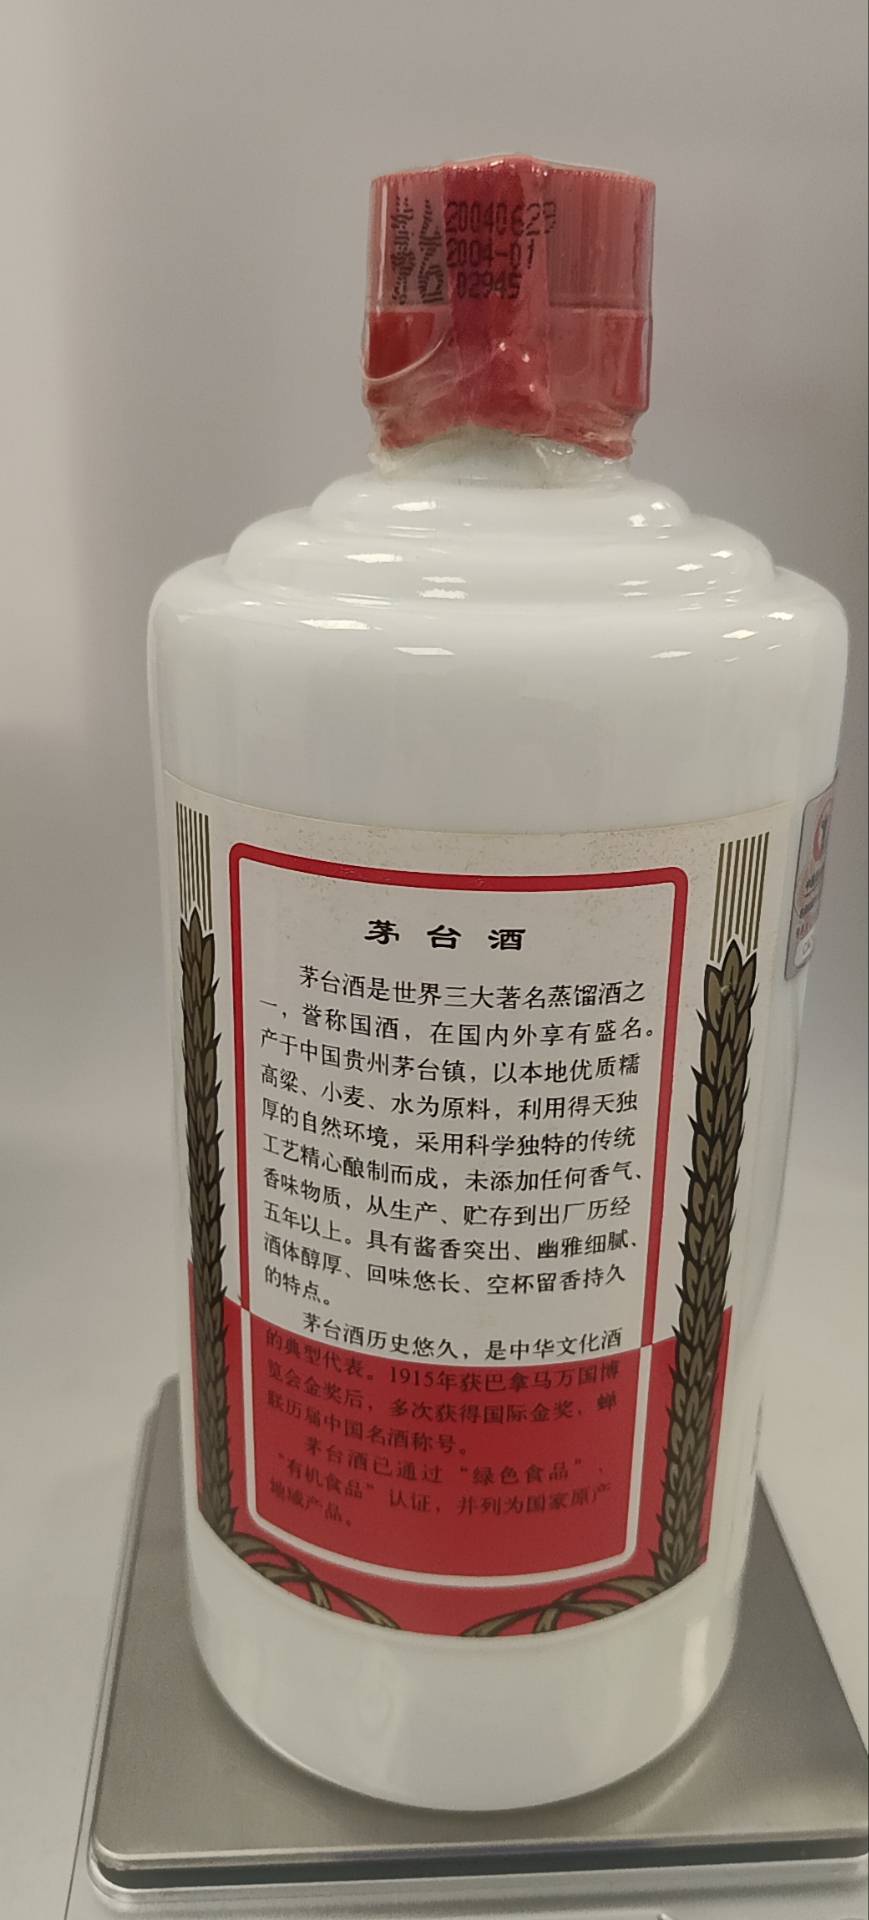 20040623
2004-01
02945
茅台酒
茅台酒是世界三大著名蒸馏酒之
一，誉称国酒，在国内外享有盛名。
产于中国贵州茅台镇，以本地优质糯
高粱、小麦、水为原料，利用得天独
厚的自然环境，采用科学独特的传统
工艺精心酿制而成，未添加任何香气、
香味物质，从生产、贮存到出厂历经
五年以上。具有酱香突出、幽雅细腻、
酒体醇厚、回味悠长、空杯留香持久
的特点。
茅台酒历史悠久，是中华文化酒
的典型代表。1915年获巴拿马万国博
览会金奖后，多次获得国际金奖，蝉
联历届中国名酒称号。
茅台酒已通过“绿色食品”、
“有机食品”认证，并列为国家原产
地域产品。